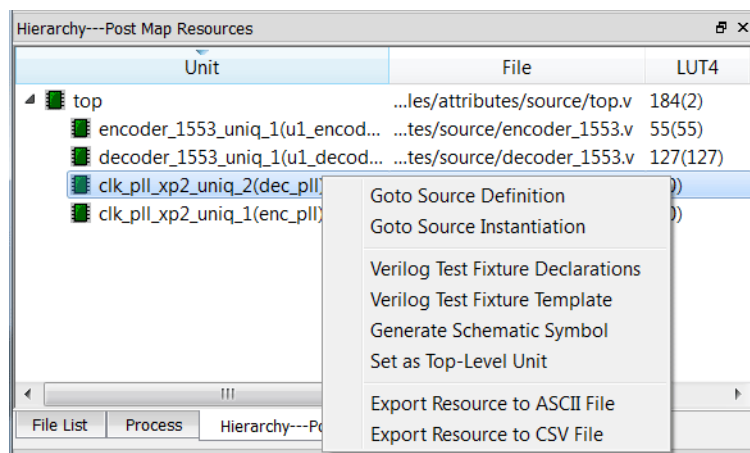 Hierarchy---Post Map Resources
Unit File LUT4
top ...les/attributes/source/top.v 184(2)
encoder_1553_uniq_1(u1_encod... ...tes/source/encoder_1553.v 55(55)
decoder_1553_uniq_1(u1_decod... ...tes/source/decoder_1553.v 127(127)
clk_pll_xp2_uniq_2(dec_pll)
clk_pll_xp2_uniq_1(enc_pll)
Goto Source Definition
Goto Source Instantiation
Verilog Test Fixture Declarations
Verilog Test Fixture Template
Generate Schematic Symbol
Set as Top-Level Unit
Export Resource to ASCII File
Export Resource to CSV File
File List Process Hierarchy---Po